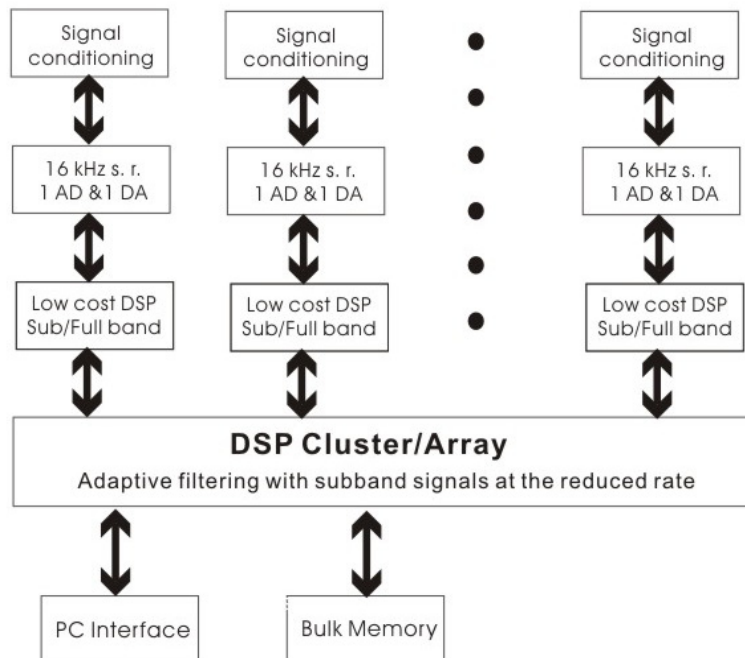 Signal
conditioning
Signal
conditioning
Signal
conditioning
16 kHz s. r.
1 AD &1 DA
16 kHz s. r.
1 AD &1 DA
16 kHz s. r.
1 AD &1 DA
Low cost DSP
Sub/Full band
Low cost DSP
Sub/Full band
Low cost DSP
Sub/Full band
DSP Cluster/Array
Adaptive filtering with subband signals at the reduced rate
PC Interface
Bulk Memory